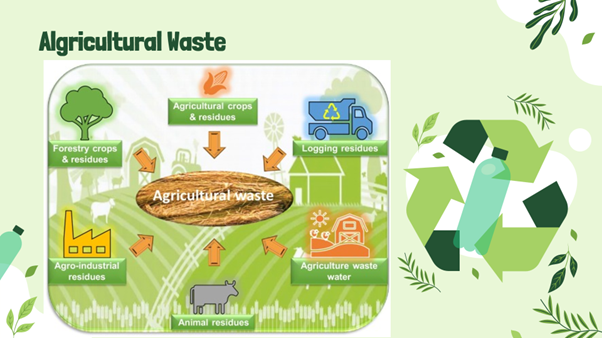 Algricultural Waste
Agricultural crops
& residues
Forestry crops
& residues
Logging residues
Agricultural waste
Agro-industrial
residues
Agriculture waste
water
Animal residues